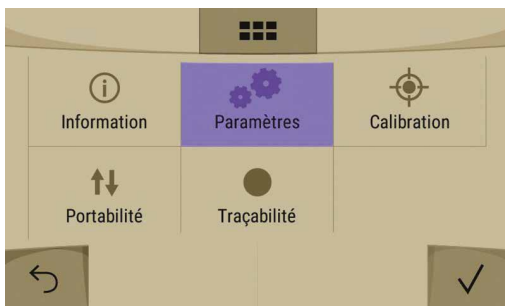 Information
Paramètres
Calibration
Portabilité
Traçabilité